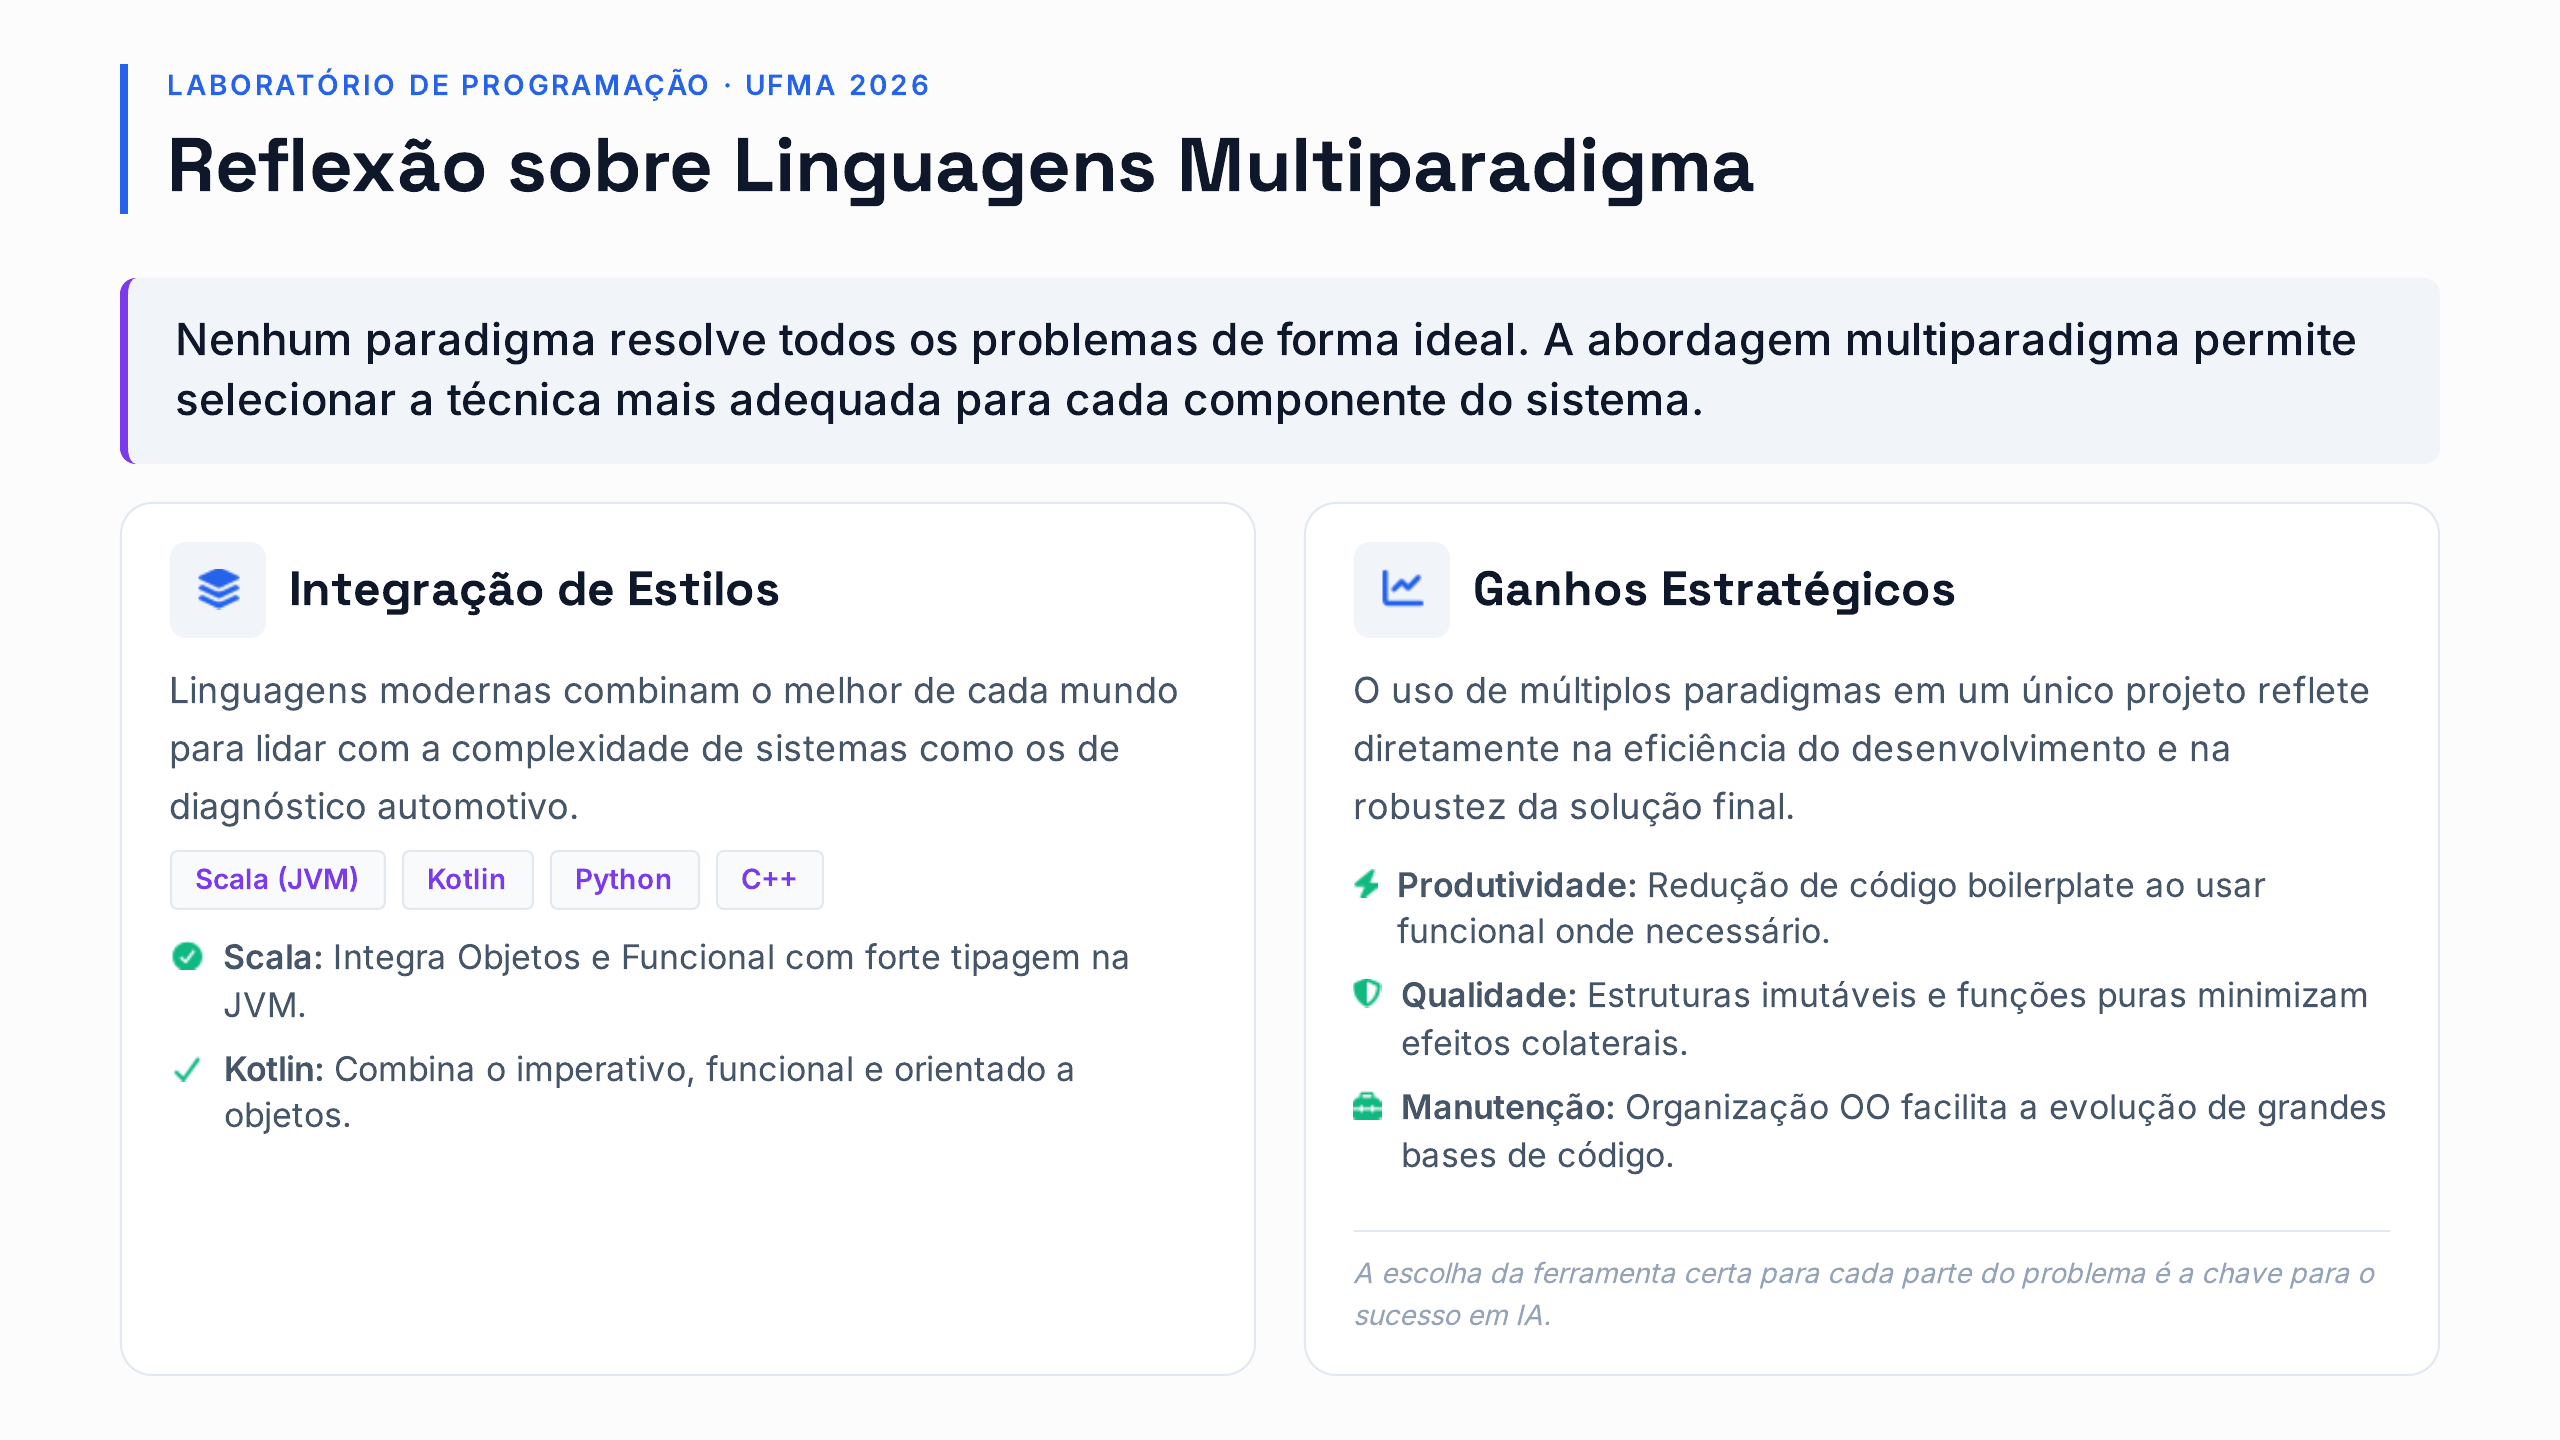 LABORATÓRIO DE PROGRAMAÇÃO · UFMA 2026
Reflexão sobre Linguagens Multiparadigma
Nenhum paradigma resolve todos os problemas de forma ideal. A abordagem multiparadigma permite
selecionar a técnica mais adequada para cada componente do sistema.
Integração de Estilos
Linguagens modernas combinam o melhor de cada mundo
para lidar com a complexidade de sistemas como os de
diagnóstico automotivo.
Scala (JVM) Kotlin Python C++
Scala: Integra Objetos e Funcional com forte tipagem na
JVM.
Kotlin: Combina o imperativo, funcional e orientado a
objetos.
Ganhos Estratégicos
O uso de múltiplos paradigmas em um único projeto reflete
diretamente na eficiência do desenvolvimento e na
robustez da solução final.
Produtividade: Redução de código boilerplate ao usar
funcional onde necessário.
Qualidade: Estruturas imutáveis e funções puras minimizam
efeitos colaterais.
Manutenção: Organização OO facilita a evolução de grandes
bases de código.
A escolha da ferramenta certa para cada parte do problema é a chave para o
sucesso em IA.